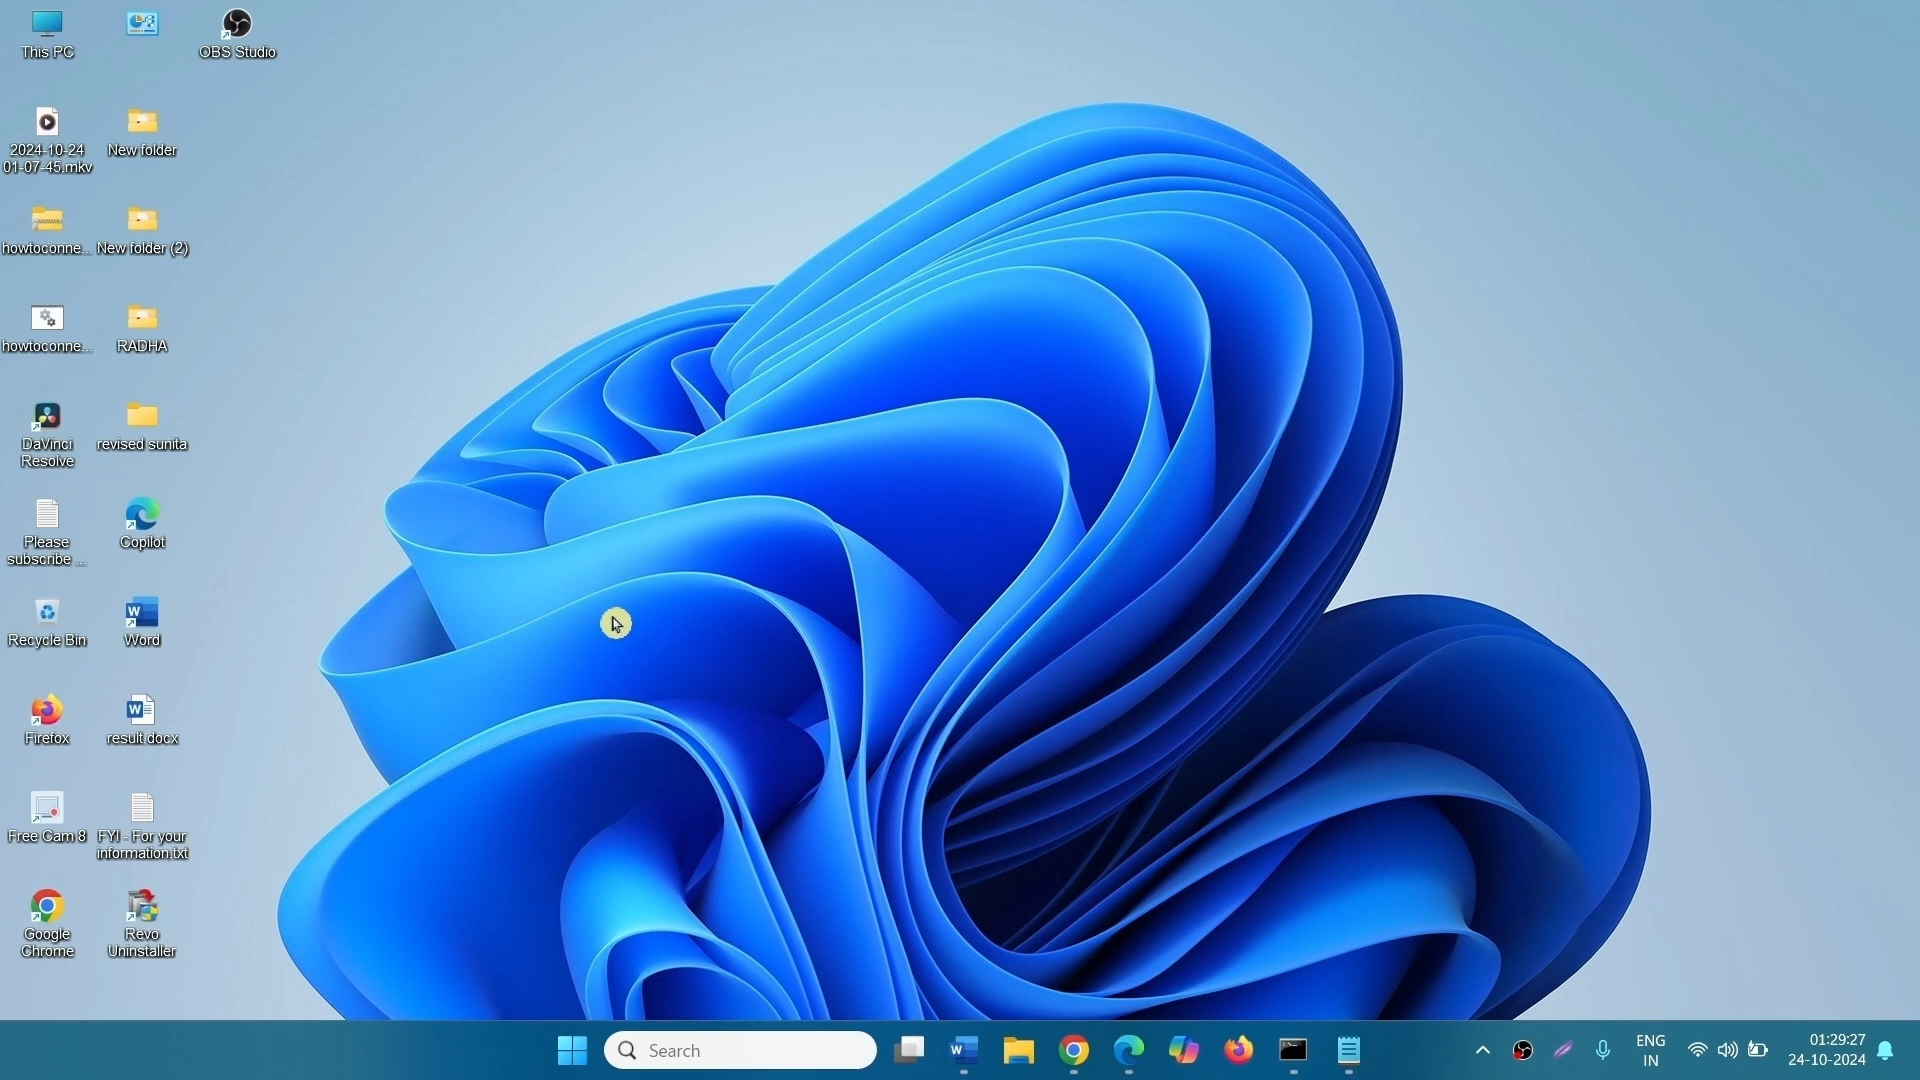 This PC
OBS Studio
2024-10-24
01-07-45.mkv
New folder
howtoconne...
New folder (2)
howtoconne...
RADHA
DaVinci
Resolve
revised sunita
Please
subscribe ...
Copilot
Recycle Bin
Word
Firefox
result.docx
Free Cam 8
FYI - For your
information.txt
Google
Chrome
Revo
Uninstaller
Search
ENG
IN
01:29:27
24-10-2024